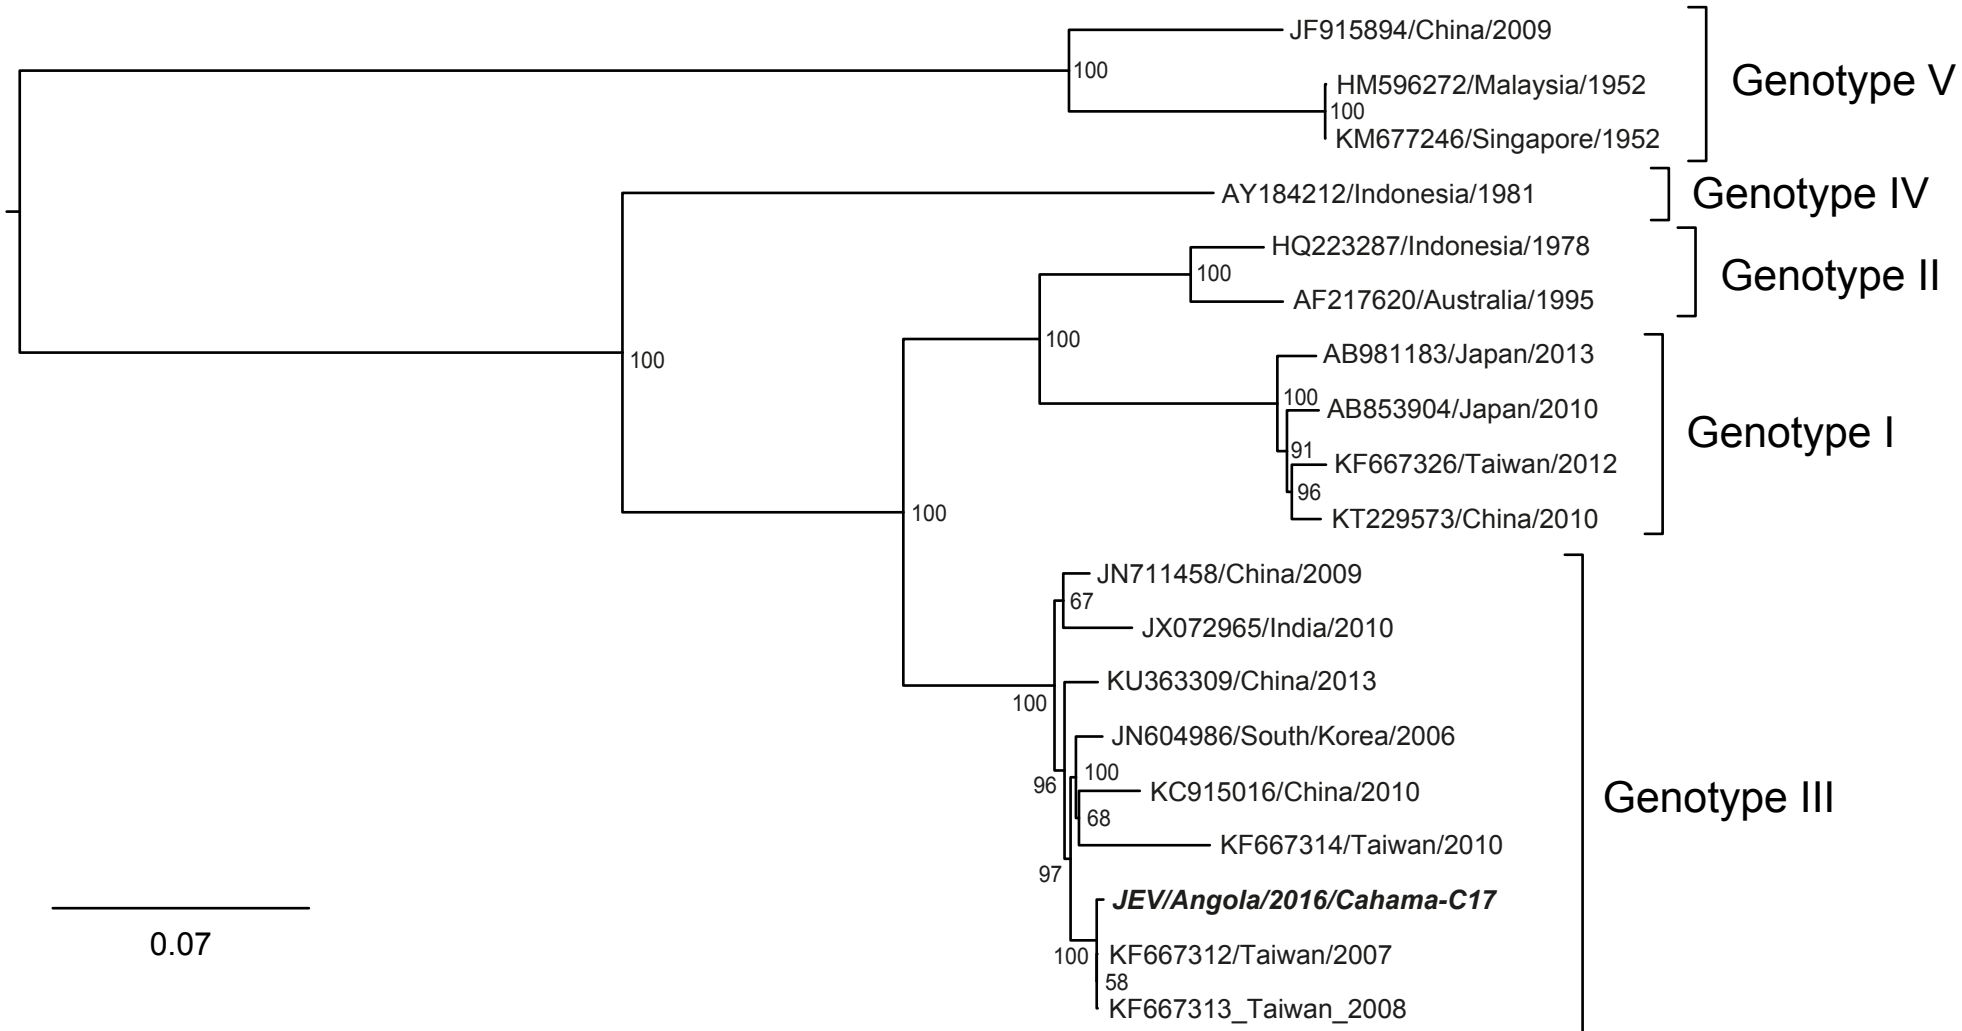 JF915894/China/2009
100
HM596272/Malaysia/1952
100
KM677246/Singapore/1952
Genotype V
AY184212/Indonesia/1981
Genotype IV
HQ223287/Indonesia/1978
100
AF217620/Australia/1995
Genotype II
100
100
AB981183/Japan/2013
100
AB853904/Japan/2010
91
KF667326/Taiwan/2012
96
KT229573/China/2010
Genotype I
100
JN711458/China/2009
67
JX072965/India/2010
KU363309/China/2013
100
JN604986/South/Korea/2006
100
96
KC915016/China/2010
68
KF667314/Taiwan/2010
97
JEV/Angola/2016/Cahama-C17
KF667312/Taiwan/2007
100
58
KF667313_Taiwan_2008
Genotype III
0.07